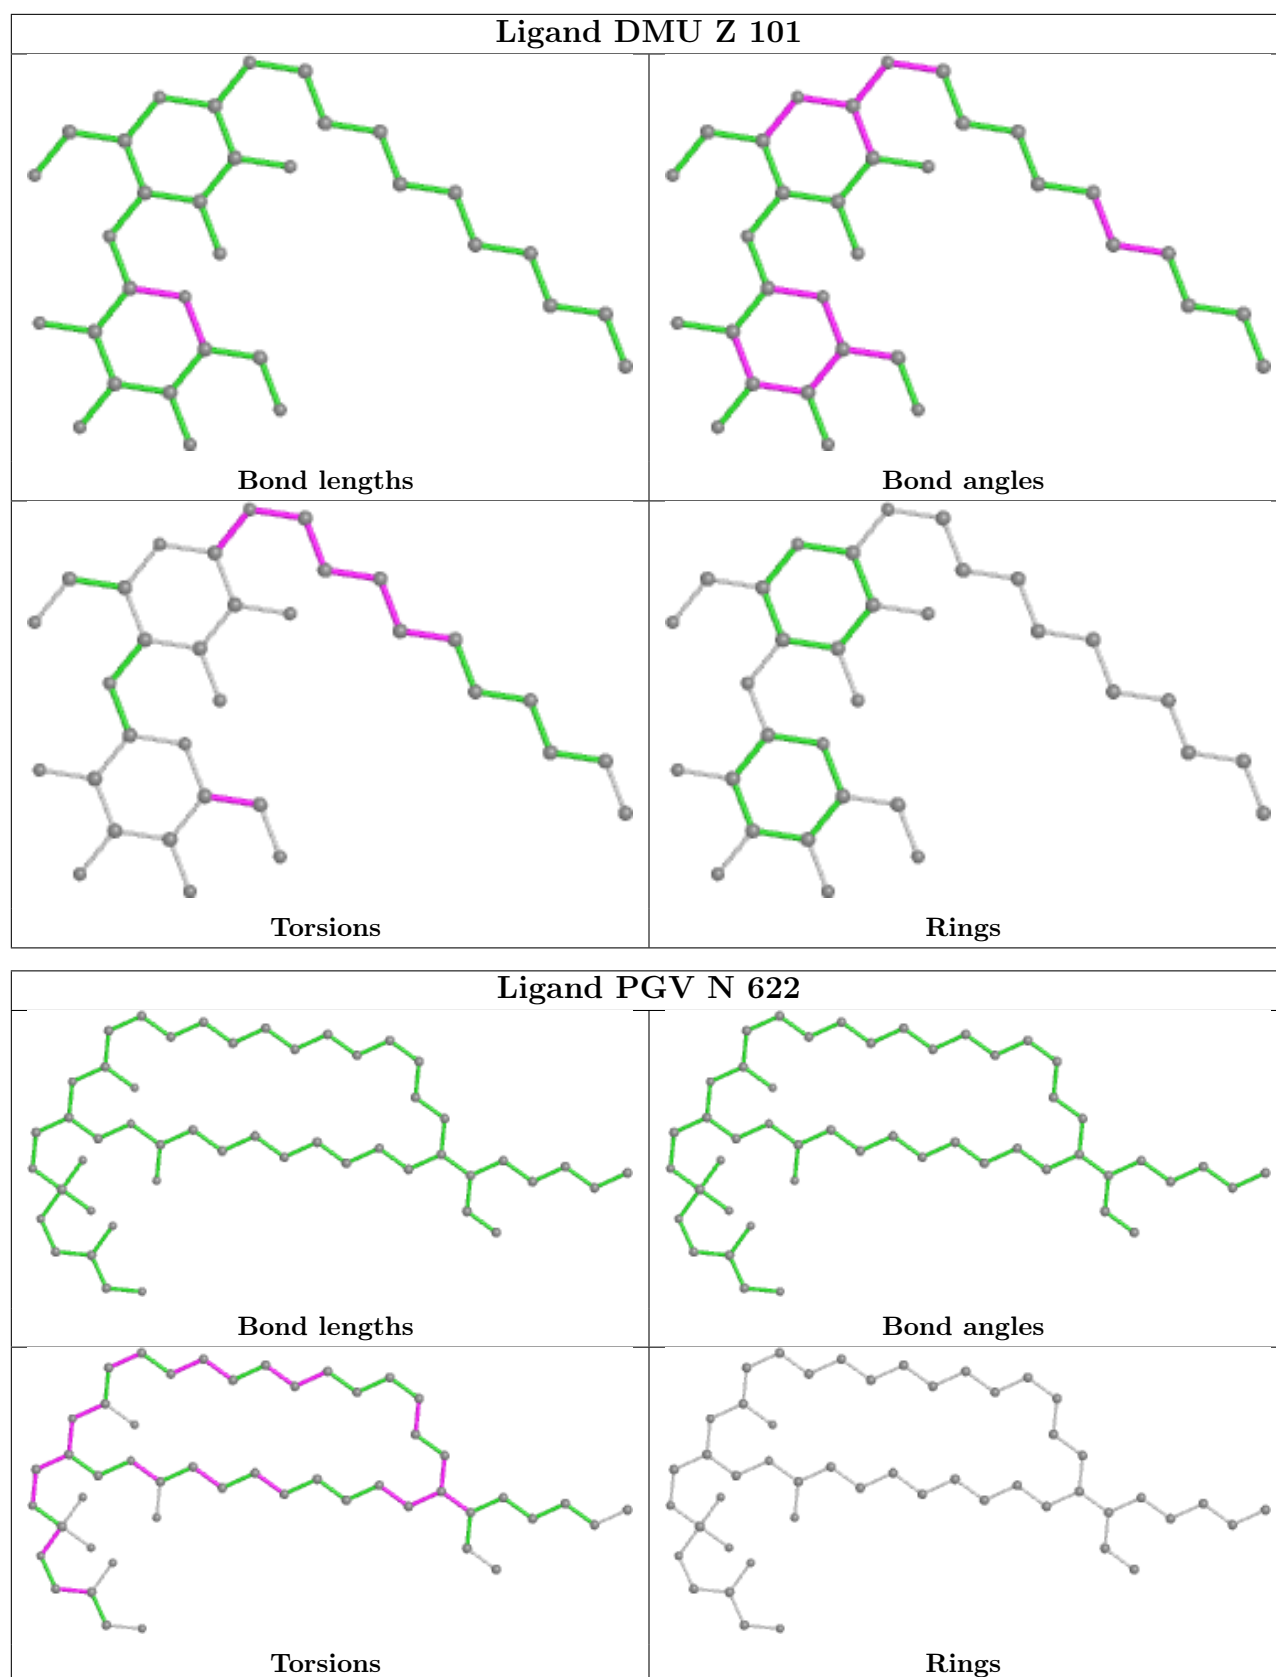 Ligand DMU Z 101
Bond lengths
Bond angles
Torsions
Rings
Ligand PGV N 622
Bond lengths
Bond angles
Torsions
Rings